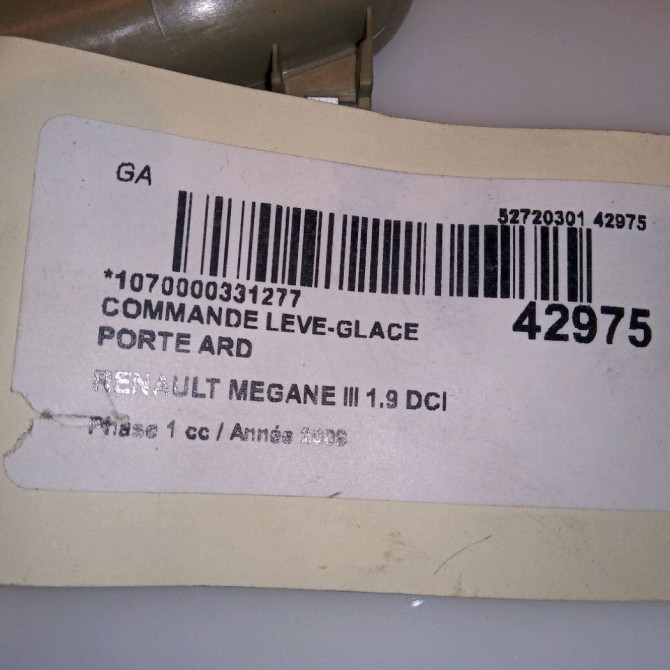 GA
52720301 42975
*1070000331277
42975
COMMANDE LEVE-GLACE
PORTE ARD
RENAULT MEGANE III 1.9 DCI
Phase 1 cc / Année 2009